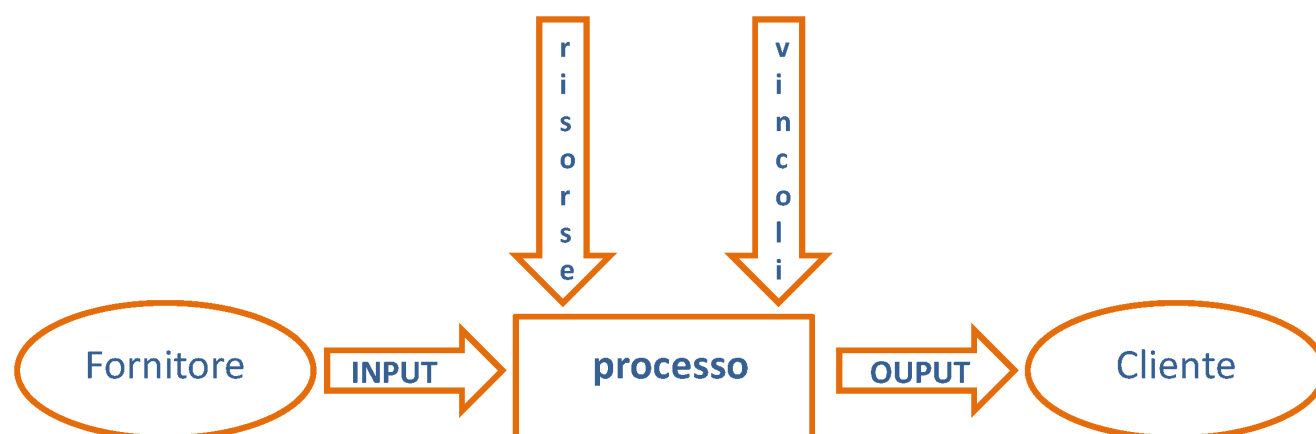 risorse
vincoli
Fornitore
INPUT
processo
OUPUT
Cliente